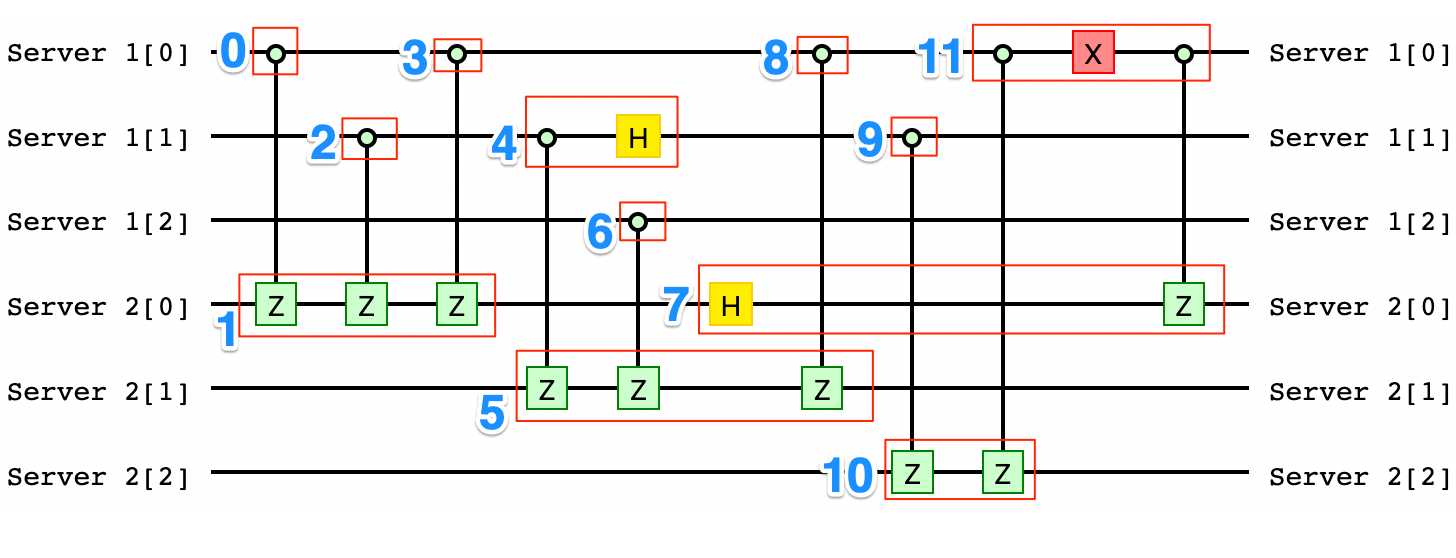 Server 1[0] 0 3 8 11 X Server 1[0]
Server 1[1] 2 4 H 9 Server 1[1]
Server 1[2] 6 Server 1[2]
Server 2[0] 1 Z Z Z 7 H Z Server 2[0]
Server 2[1] 5 Z Z Z Server 2[1]
Server 2[2] 10 Z Z Server 2[2]